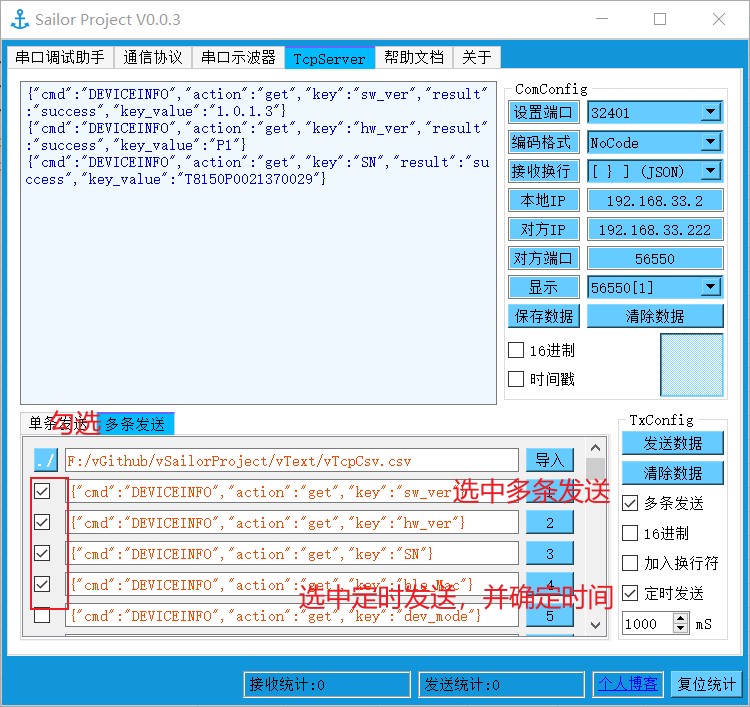 Sailor Project V0.0.3
串口调试助手 通信协议 串口示波器 TcpServer 帮助文档 关于
{"cmd":"DEVICEINFO","action":"get","key":"sw_ver","result"
:"success","key_value":"1.0.1.3"}
{"cmd":"DEVICEINFO","action":"get","key":"hw_ver","result"
:"success","key_value":"P1"}
{"cmd":"DEVICEINFO","action":"get","key":"SN","result":"su
ccess","key_value":"T8150P0021370029"}
ComConfig
设置端口 32401
编码格式 NoCode
接收换行 [ } ] (JSON)
本地IP 192.168.33.2
对方IP 192.168.33.222
对方端口 56550
显示 56550[1]
保存数据 清除数据
16进制
时间戳
单条发送 多条发送
勾选
./ F:/vGithub/vSailorProject/vText/vTcpCsv.csv 导入
{"cmd":"DEVICEINFO","action":"get","key":"sw_ver
选中多条发送
{"cmd":"DEVICEINFO","action":"get","key":"hw_ver"} 2
{"cmd":"DEVICEINFO","action":"get","key":"SN"} 3
{"cmd":"DEVICEINFO","action":"get","key":"ble_Mac"} 4
选中定时发送，并确定时间
{"cmd":"DEVICEINFO","action":"get","key":"dev_mode"} 5
TxConfig
发送数据
清除数据
多条发送
16进制
加入换行符
定时发送
1000 mS
接收统计:0 发送统计:0 个人博客 复位统计